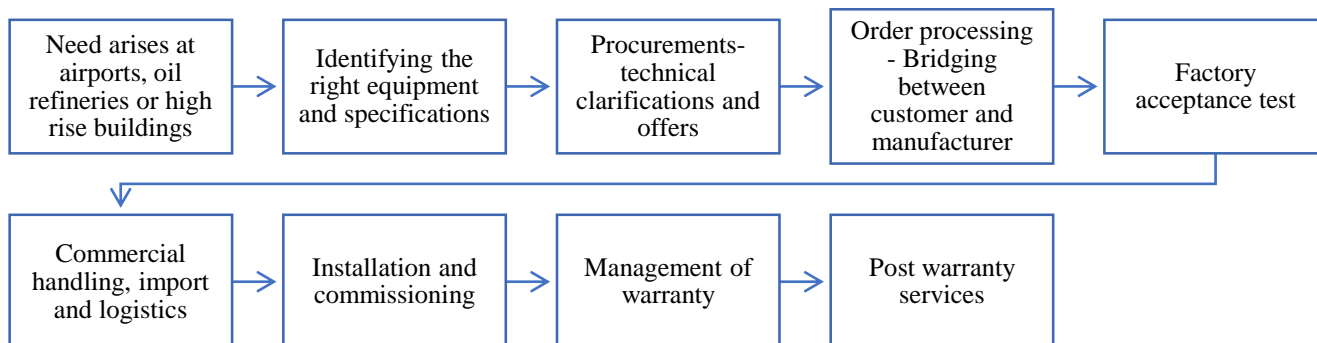 Need arises at
airports, oil
refineries or high
rise buildings
Identifying the
right equipment
and specifications
Procurements-
technical
clarifications and
offers
Order processing
- Bridging
between
customer and
manufacturer
Factory
acceptance test
Commercial
handling, import
and logistics
Installation and
commissioning
Management of
warranty
Post warranty
services